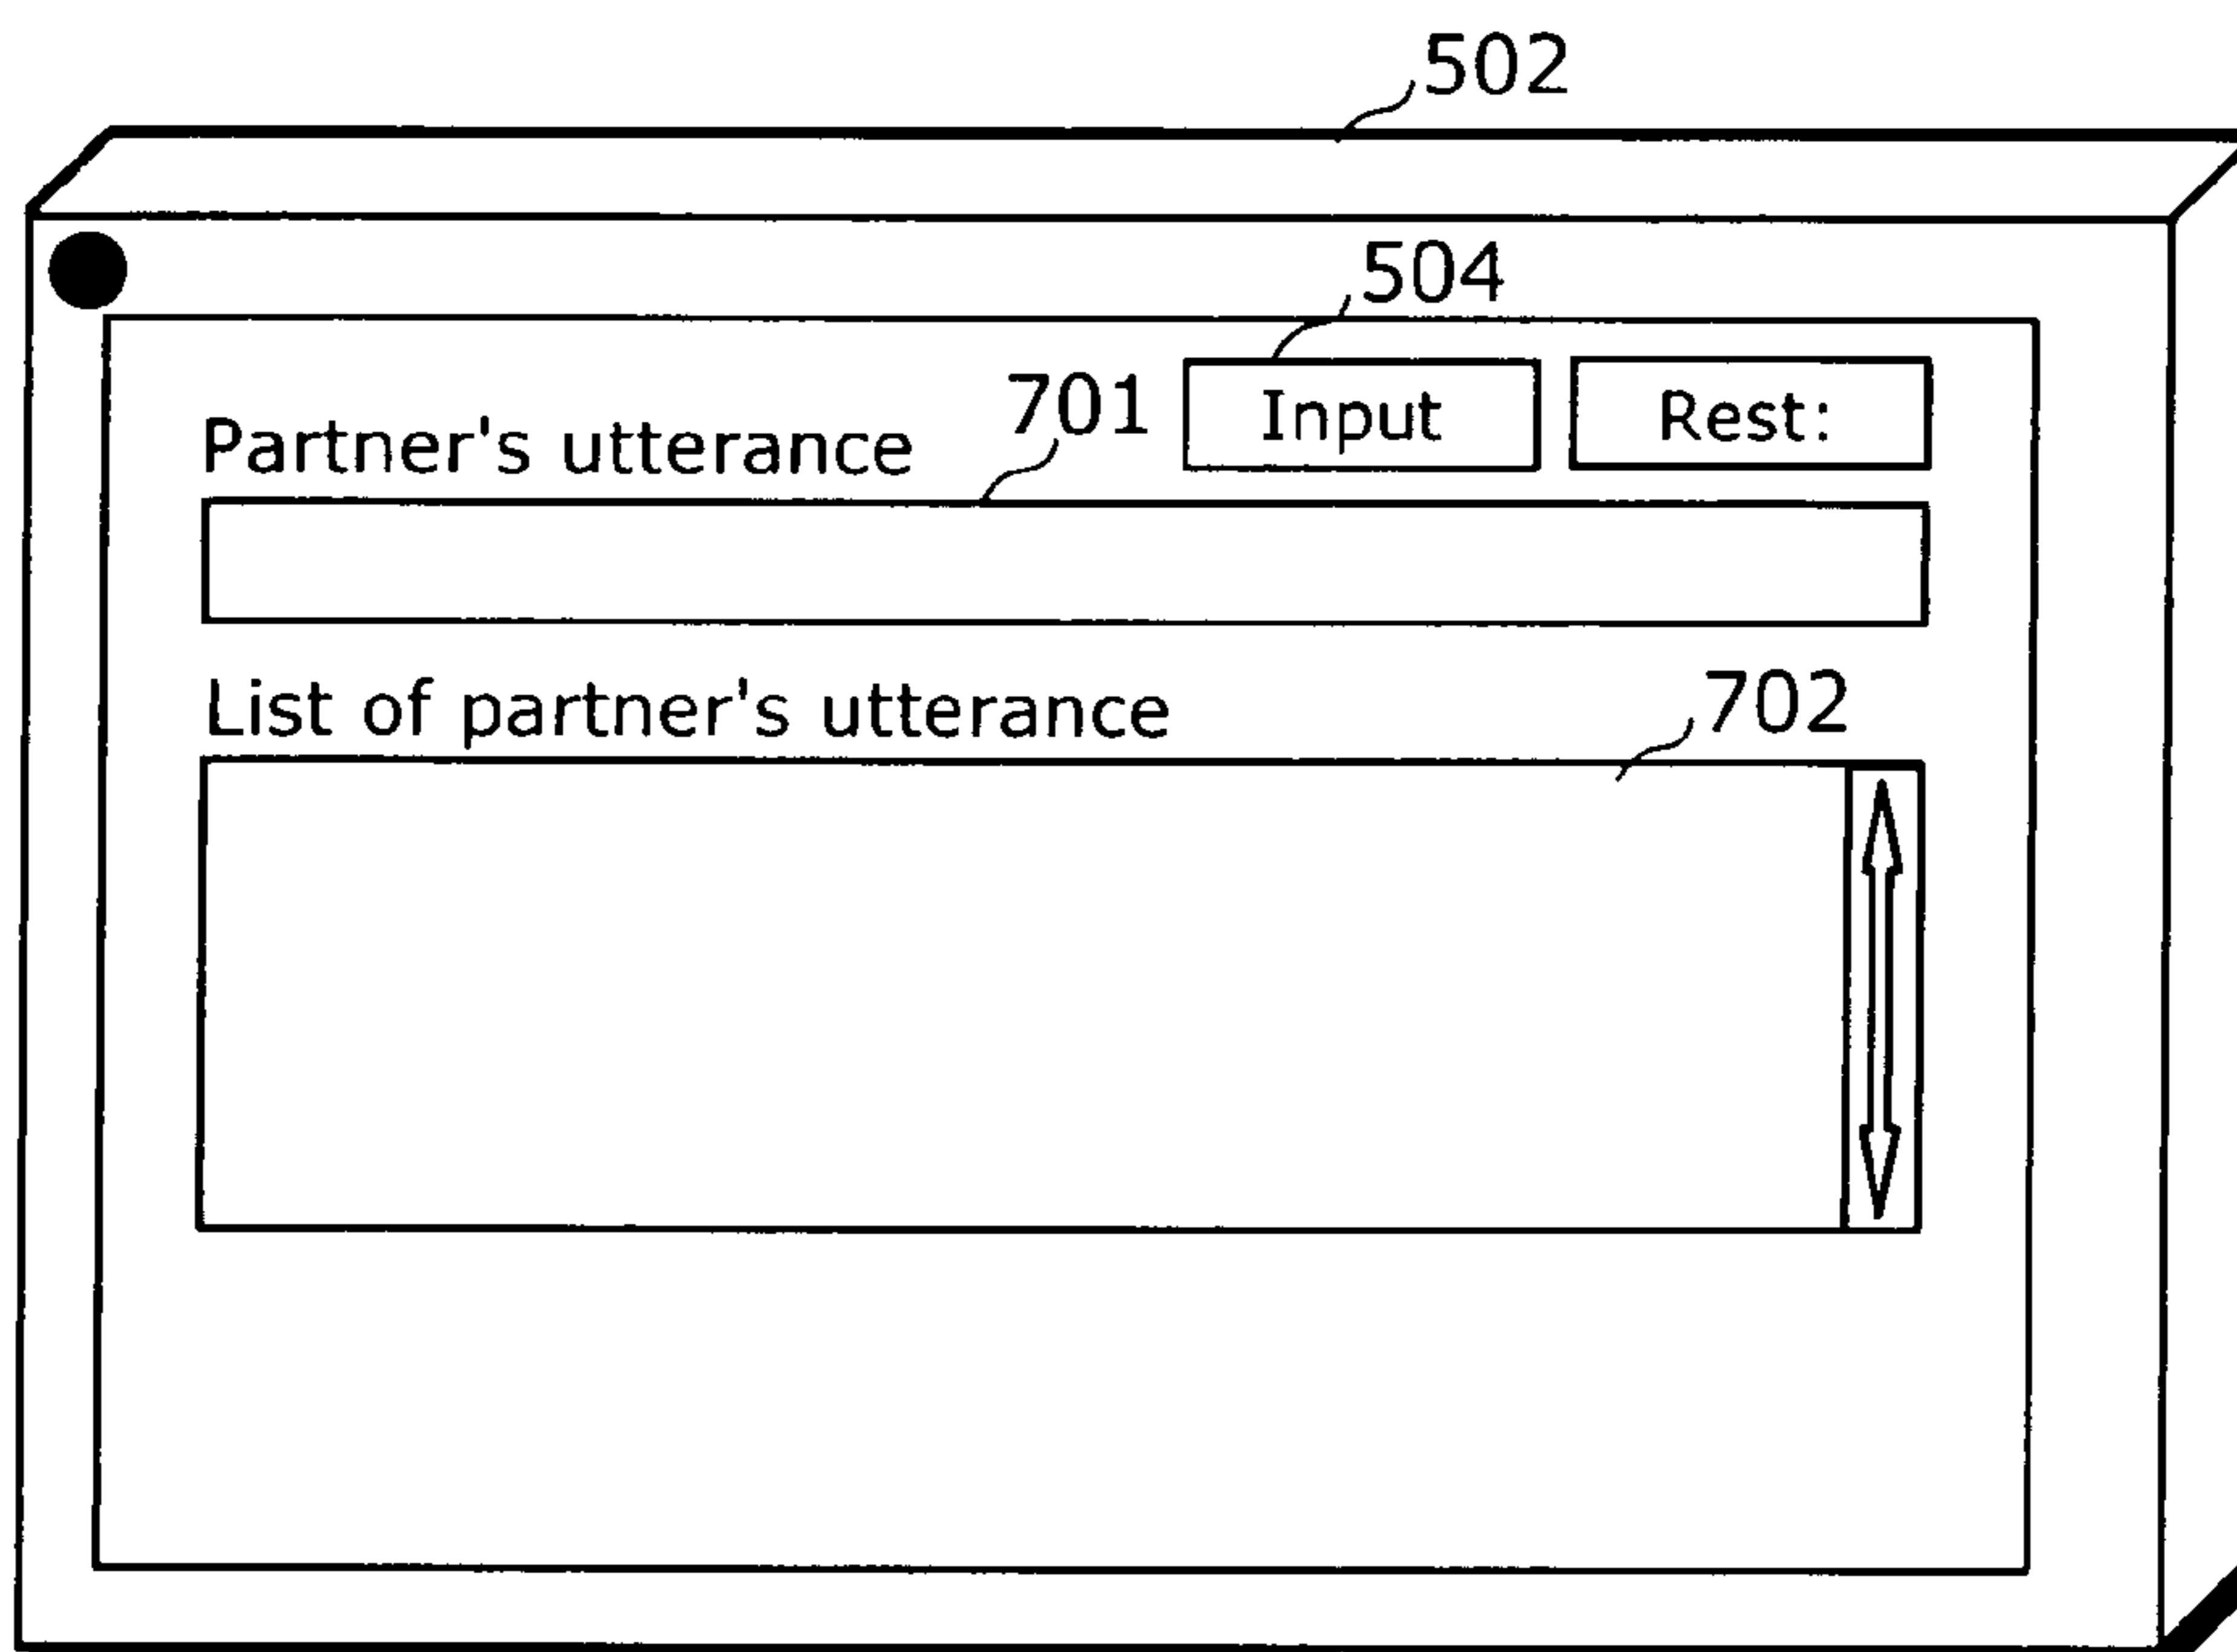 502
504
701
Input
Rest:
Partner's utterance
List of partner's utterance
702